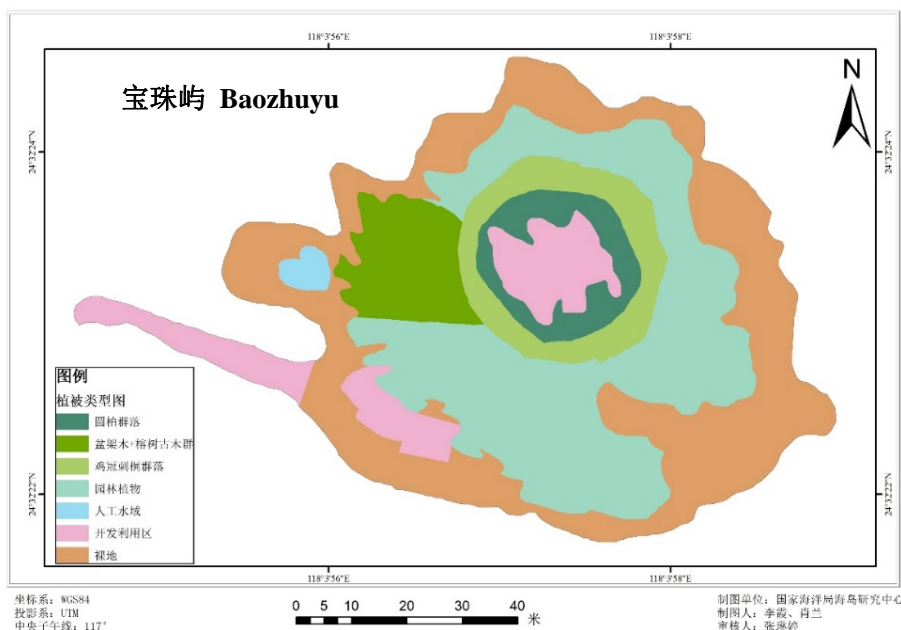 118°3′56″E
118°3′58″E
宝珠屿 Baozhuyu
N
24°32′24″N
24°32′24″N
图例
植被类型图
圆柏群落
盆架木+榕树古木群
鸡冠刺桐群落
园林植物
人工水域
开发利用区
裸地
24°32′22″N
24°32′22″N
118°3′56″E
118°3′58″E
坐标系：WGS84
投影系：UTM
中央子午线：117°
0 5 10 20 30 40
米
制图单位：国家海洋局海岛研究中心
制图人：李霞、肖兰
审核人：张琳婷